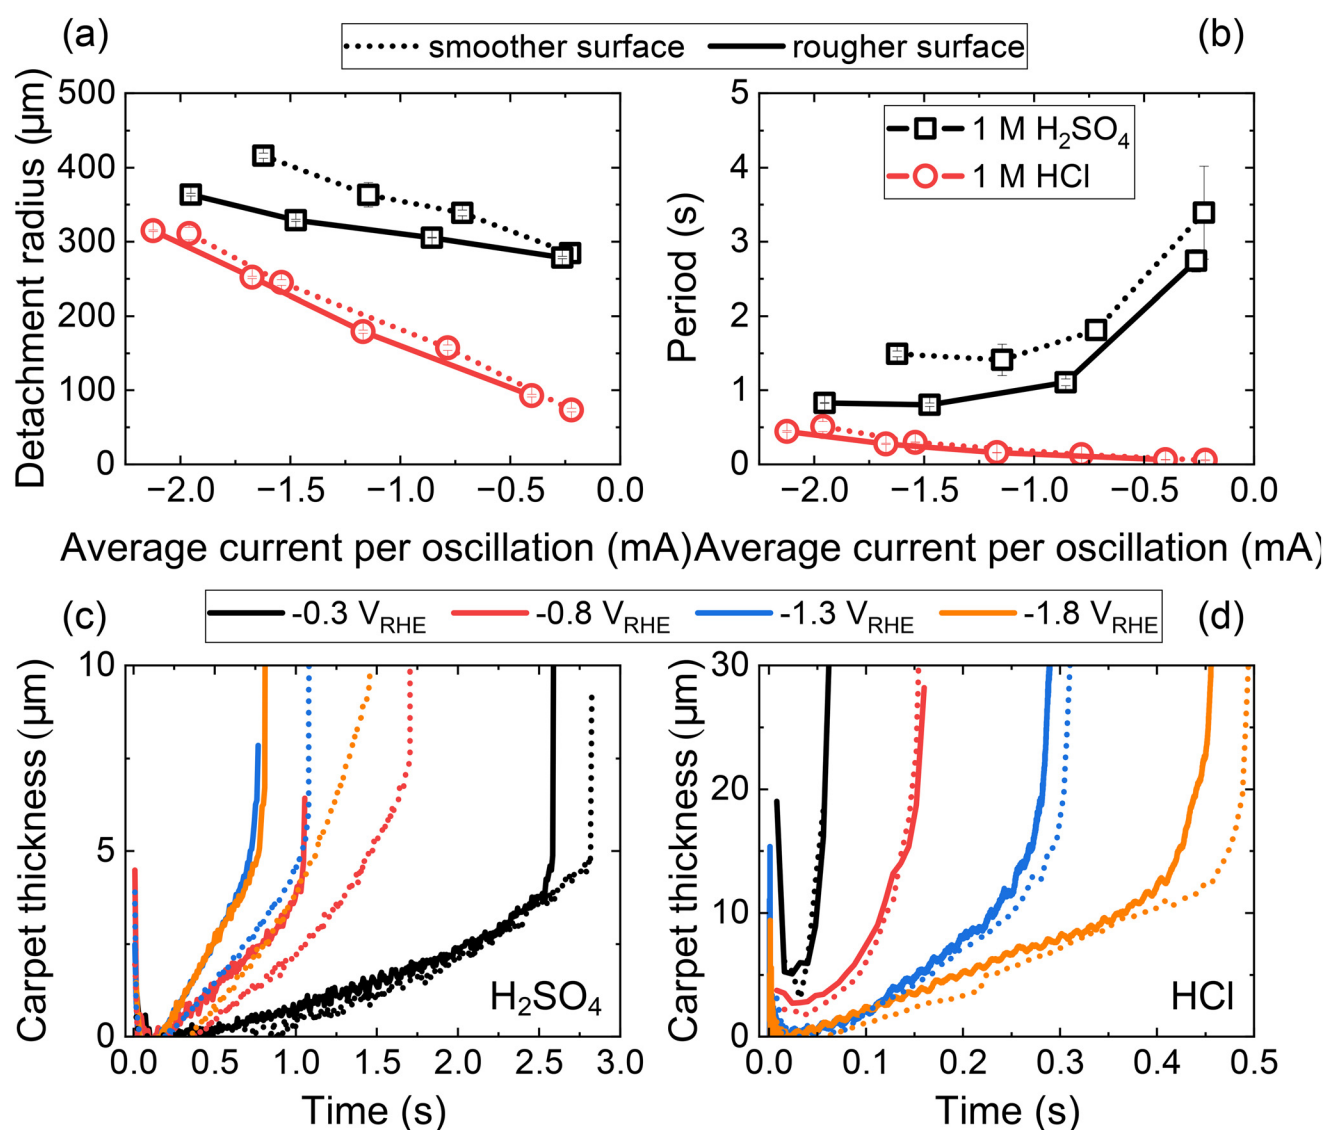 (a)
smoother surface
rougher surface
(b)
Detachment radius (µm)
500
400
300
200
100
0
−2.0
−1.5
−1.0
−0.5
0.0
Average current per oscillation (mA)
Period (s)
5
4
3
2
1
0
1 M H₂SO₄
1 M HCl
−2.0
−1.5
−1.0
−0.5
0.0
Average current per oscillation (mA)
(c)
-0.3 V_RHE
-0.8 V_RHE
-1.3 V_RHE
-1.8 V_RHE
(d)
Carpet thickness (µm)
10
5
0
H₂SO₄
0.0
0.5
1.0
1.5
2.0
2.5
3.0
Time (s)
Carpet thickness (µm)
30
20
10
0
HCl
0.0
0.1
0.2
0.3
0.4
0.5
Time (s)